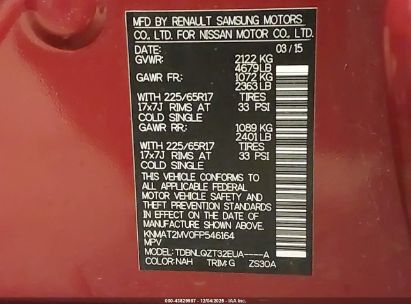 MFD BY RENAULT SAMSUNG MOTORS
CO., LTD. FOR NISSAN MOTOR CO., LTD.
DATE: 03 / 15
GVWR: 2122 KG
4679 LB
GAWR FR: 1072 KG
2363 LB
WITH 225/65R17 TIRES
17x7J RIMS AT 33 PSI
COLD SINGLE
GAWR RR: 1089 KG
2401 LB
WITH 225/65R17 TIRES
17x7J RIMS AT 33 PSI
COLD SINGLE
THIS VEHICLE CONFORMS TO
ALL APPLICABLE FEDERAL
MOTOR VEHICLE SAFETY AND
THEFT PREVENTION STANDARDS
IN EFFECT ON THE DATE
OF MANUFACTURE SHOWN ABOVE.
KNMAT2MV0FP546164
MPV
MODEL: TDBNLQZT32EUA----A
COLOR: NAH TRIM: G ZS30A